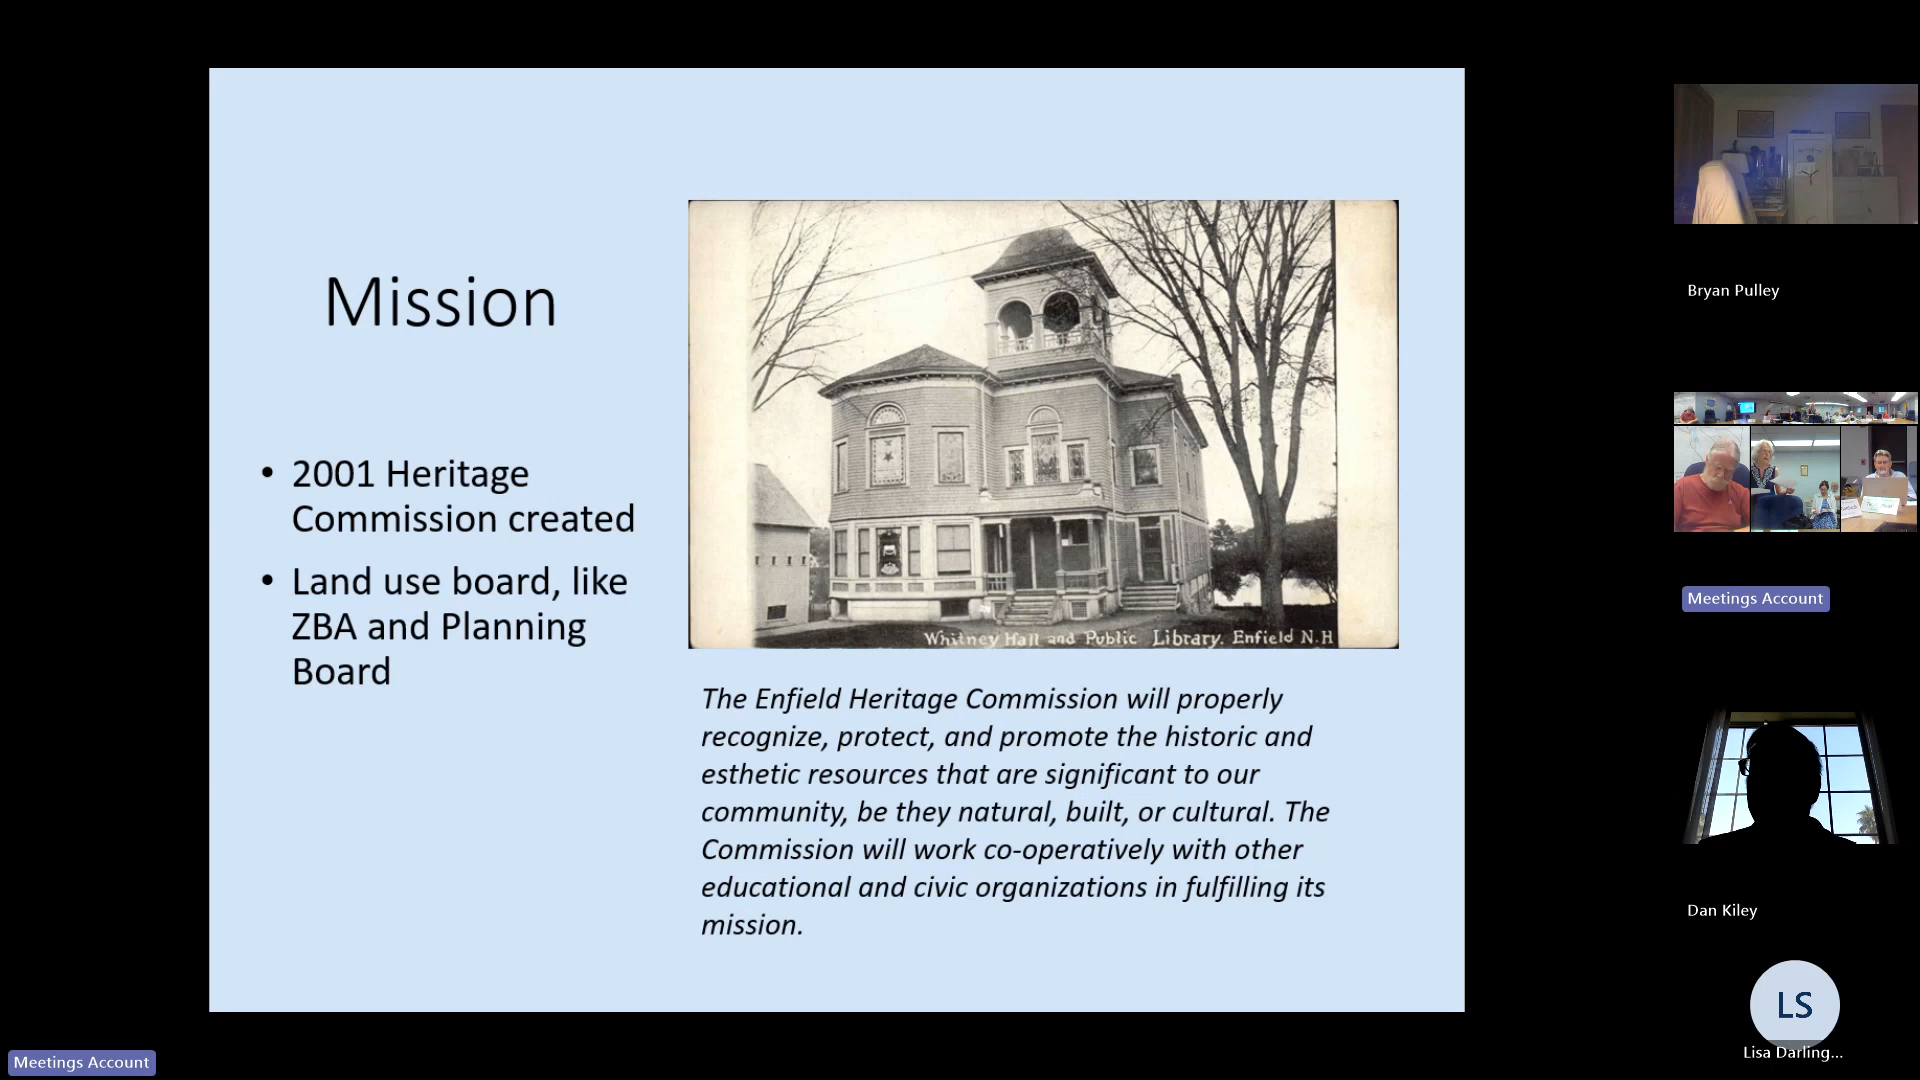 Mission
• 2001 Heritage
Commission created
• Land use board, like
ZBA and Planning
Board
Whitney Hall and Public Library. Enfield N.H
The Enfield Heritage Commission will properly
recognize, protect, and promote the historic and
esthetic resources that are significant to our
community, be they natural, built, or cultural. The
Commission will work co-operatively with other
educational and civic organizations in fulfilling its
mission.
Bryan Pulley
Meetings Account
Dan Kiley
LS
Lisa Darling...
Meetings Account